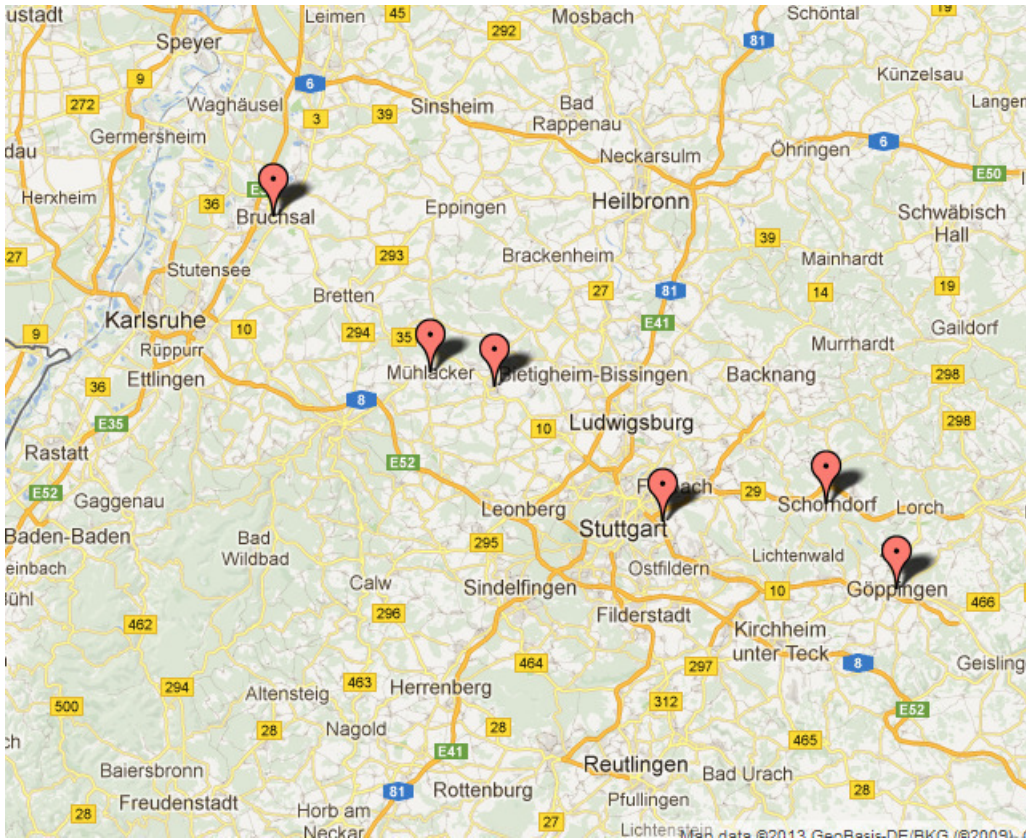 ustadt
Leimen
45
Mosbach
Schöntal
19
Speyer
292
81
9
6
Künzelsau
272
Waghäusel
3
39
Sinsheim
Bad
Rappenau
Langen
Germersheim
dau
Neckarsulm
Öhringen
6
E50
Herxheim
36
Bruchsal
Eppingen
Heilbronn
Schwäbisch
Hall
27
293
Brackenheim
39
Mainhardt
Stutensee
Bretten
27
81
14
19
Karlsruhe
10
294
35
E41
Gaildorf
9
Rüppurr
Mühlacker
Murrhardt
Ettlingen
36
8
Bietigheim-Bissingen
Backnang
298
E35
10
Ludwigsburg
298
Rastatt
E52
E52
Gaggenau
Leonberg
29
Schorndorf
Lorch
Baden-Baden
Bad
Wildbad
295
Stuttgart
Lichtenwald
einbach
Calw
Sindelfingen
Ostfildern
10
Göppingen
466
Bühl
296
Filderstadt
462
Kirchheim
unter Teck
8
Geisling
464
297
294
463
Herrenberg
500
Altensteig
312
E52
28
Nagold
28
465
ch
E41
Baiersbronn
Reutlingen
Bad Urach
Freudenstadt
81
Rottenburg
28
28
Horb am
Neckar
Pfullingen
27
Lichtenstein
Map data ©2013 GeoBasis-DE/BKG (©2009)